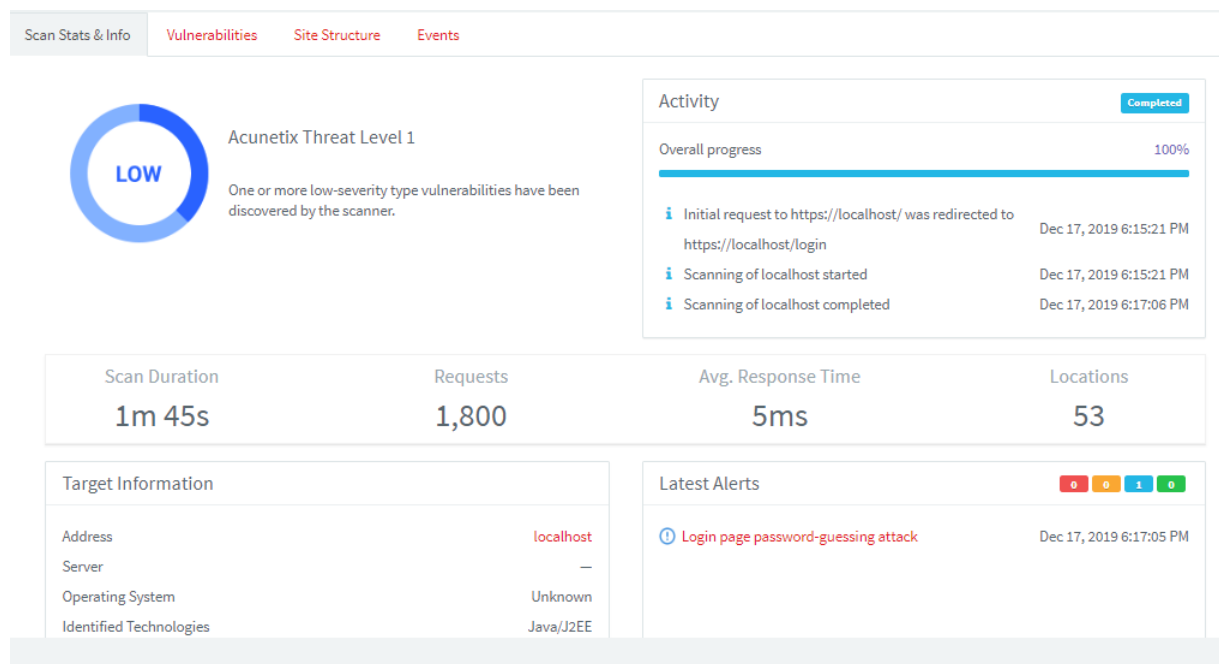 Scan Stats & Info Vulnerabilities Site Structure Events
LOW
Acunetix Threat Level 1
One or more low-severity type vulnerabilities have been
discovered by the scanner.
Activity Completed
Overall progress 100%
Initial request to https://localhost/ was redirected to
https://localhost/login
Dec 17, 2019 6:15:21 PM
Scanning of localhost started Dec 17, 2019 6:15:21 PM
Scanning of localhost completed Dec 17, 2019 6:17:06 PM
Scan Duration Requests Avg. Response Time Locations
1m 45s 1,800 5ms 53
Target Information
Address localhost
Server —
Operating System Unknown
Identified Technologies Java/J2EE
Latest Alerts 0 0 1 0
Login page password-guessing attack Dec 17, 2019 6:17:05 PM